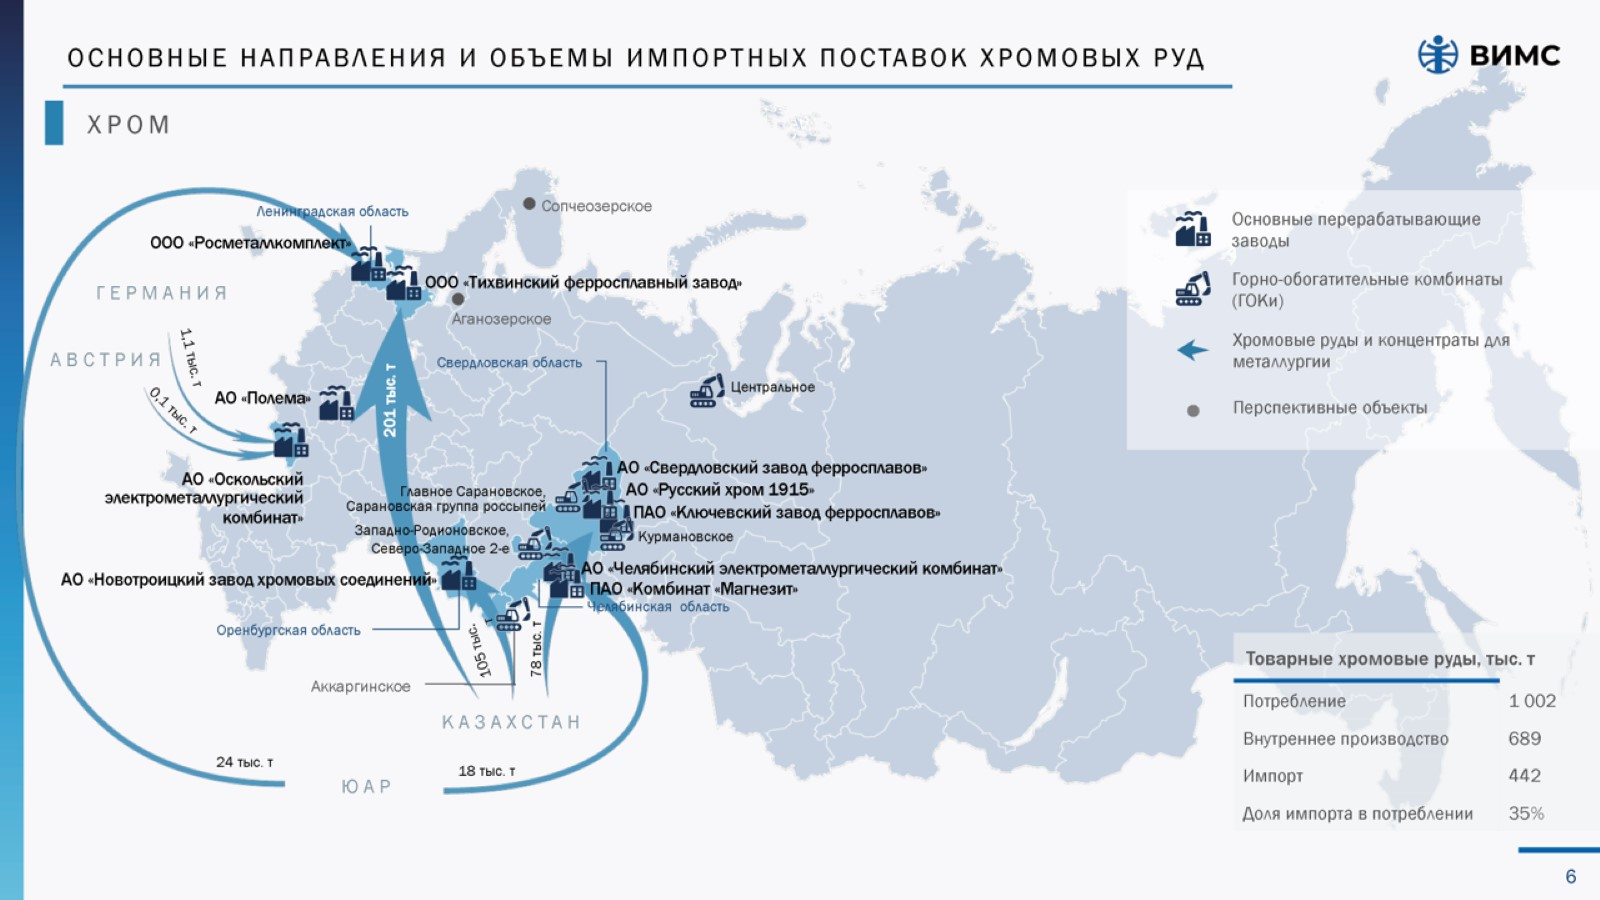 ОСНОВНЫЕ НАПРАВЛЕНИЯ И ОБЪЕМЫ ИМПОРТНЫХ ПОСТАВОК ХРОМОВЫХ РУД
ВИМС
ХРОМ
Ленинградская область
ООО «Росметаллкомплект»
Сопчеозерское
ООО «Тихвинский ферросплавный завод»
Аганозерское
ГЕРМАНИЯ
АВСТРИЯ
1,1 тыс. т
0,1 тыс. т
АО «Полема»
201 тыс. т
Свердловская область
Центральное
АО «Оскольский
электрометаллургический
комбинат»
АО «Свердловский завод ферросплавов»
АО «Русский хром 1915»
ПАО «Ключевский завод ферросплавов»
Главное Сарановское,
Сарановская группа россыпей
Западно-Родионовское,
Северо-Западное 2-е
Курмановское
АО «Новотроицкий завод хромовых соединений»
АО «Челябинский электрометаллургический комбинат»
ПАО «Комбинат «Магнезит»
Челябинская область
Оренбургская область
105 тыс. т
78 тыс. т
Аккаргинское
КАЗАХСТАН
24 тыс. т
18 тыс. т
ЮАР
Основные перерабатывающие
заводы
Горно-обогатительные комбинаты
(ГОКи)
Хромовые руды и концентраты для
металлургии
Перспективные объекты
Товарные хромовые руды, тыс. т
Потребление 1 002
Внутреннее производство 689
Импорт 442
Доля импорта в потреблении 35%
6